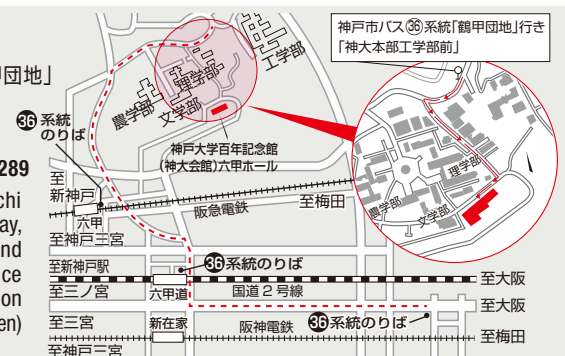 神戸市バス㊱系統「鶴甲団地」行き
「神大本部工学部前」
甲団地」
工学部
理学部
農学部
文学部
㊱系統
のりば
神戸大学百年記念館
(神大会館)六甲ホール
理学部
農学部
文学部
289
chi
ay,
and
ce
on
en)
至
新神戸
六甲
阪急電鉄
至梅田
至神戸三宮
至新神戸駅
㊱系統のりば
六甲道
至大阪
至三ノ宮
国道2号線
至大阪
至三宮
新在家
阪神電鉄
㊱系統のりば
至梅田
至神戸三宮